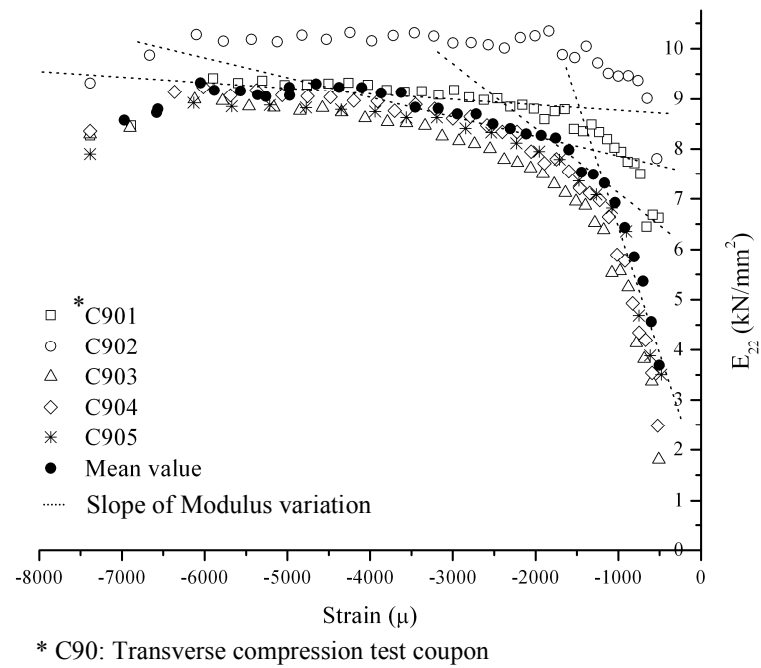 10
9
8
7
6
5
4
3
2
1
0
E22 (kN/mm²)
* C901
C902
C903
C904
C905
Mean value
Slope of Modulus variation
-8000 -7000 -6000 -5000 -4000 -3000 -2000 -1000 0
Strain (μ)
* C90: Transverse compression test coupon